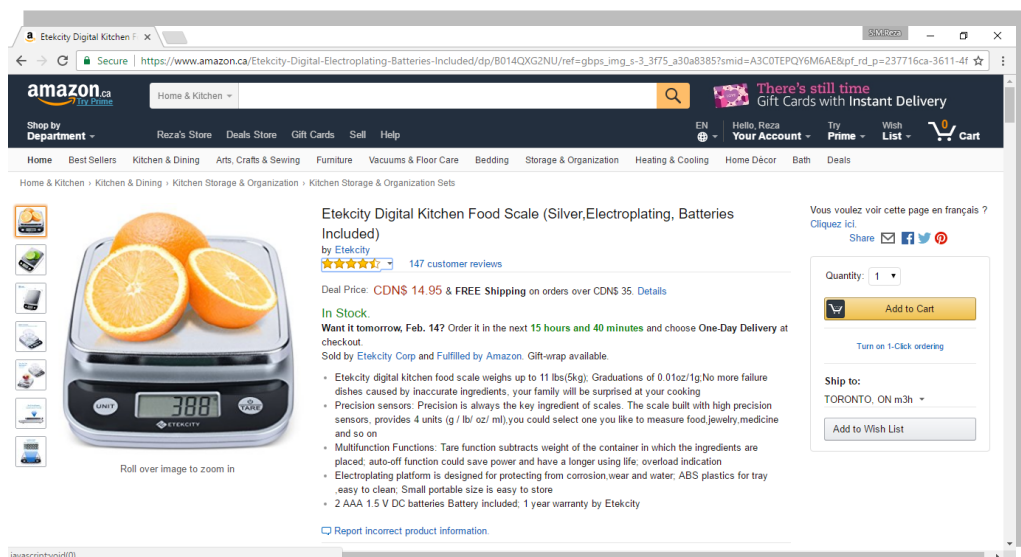 S.M.Reza
Etekcity Digital Kitchen F
Secure | https://www.amazon.ca/Etekcity-Digital-Electroplating-Batteries-Included/dp/B014QXG2NU/ref=gbps_img_s-3_3f75_a30a8385?smid=A3C0TEPQY6M6AE&pf_rd_p=237716ca-3611-4f
amazon.ca
Try Prime
Home & Kitchen
There's still time
Gift Cards with Instant Delivery
Shop by
Department
Reza's Store Deals Store Gift Cards Sell Help
EN
Hello, Reza
Your Account
Try
Prime
Wish
List
0
Cart
Home Best Sellers Kitchen & Dining Arts, Crafts & Sewing Furniture Vacuums & Floor Care Bedding Storage & Organization Heating & Cooling Home Décor Bath Deals
Home & Kitchen › Kitchen & Dining › Kitchen Storage & Organization › Kitchen Storage & Organization Sets
UNIT
388
TARE
ETEKCITY
Roll over image to zoom in
Etekcity Digital Kitchen Food Scale (Silver,Electroplating, Batteries
Included)
by Etekcity
147 customer reviews
Deal Price: CDN$ 14.95 & FREE Shipping on orders over CDN$ 35. Details
In Stock.
Want it tomorrow, Feb. 14? Order it in the next 15 hours and 40 minutes and choose One-Day Delivery at
checkout.
Sold by Etekcity Corp and Fulfilled by Amazon. Gift-wrap available.
Etekcity digital kitchen food scale weighs up to 11 lbs(5kg); Graduations of 0.01oz/1g;No more failure
dishes caused by inaccurate ingredients, your family will be surprised at your cooking
Precision sensors: Precision is always the key ingredient of scales. The scale built with high precision
sensors, provides 4 units (g / lb/ oz/ ml),you could select one you like to measure food,jewelry,medicine
and so on
Multifunction Functions: Tare function subtracts weight of the container in which the ingredients are
placed; auto-off function could save power and have a longer using life; overload indication
Electroplating platform is designed for protecting from corrosion,wear and water; ABS plastics for tray
,easy to clean; Small portable size is easy to store
2 AAA 1.5 V DC batteries Battery included; 1 year warranty by Etekcity
Report incorrect product information.
Vous voulez voir cette page en français ?
Cliquez ici.
Share
Quantity: 1
Add to Cart
Turn on 1-Click ordering
Ship to:
TORONTO, ON m3h
Add to Wish List
javascript:void(0)